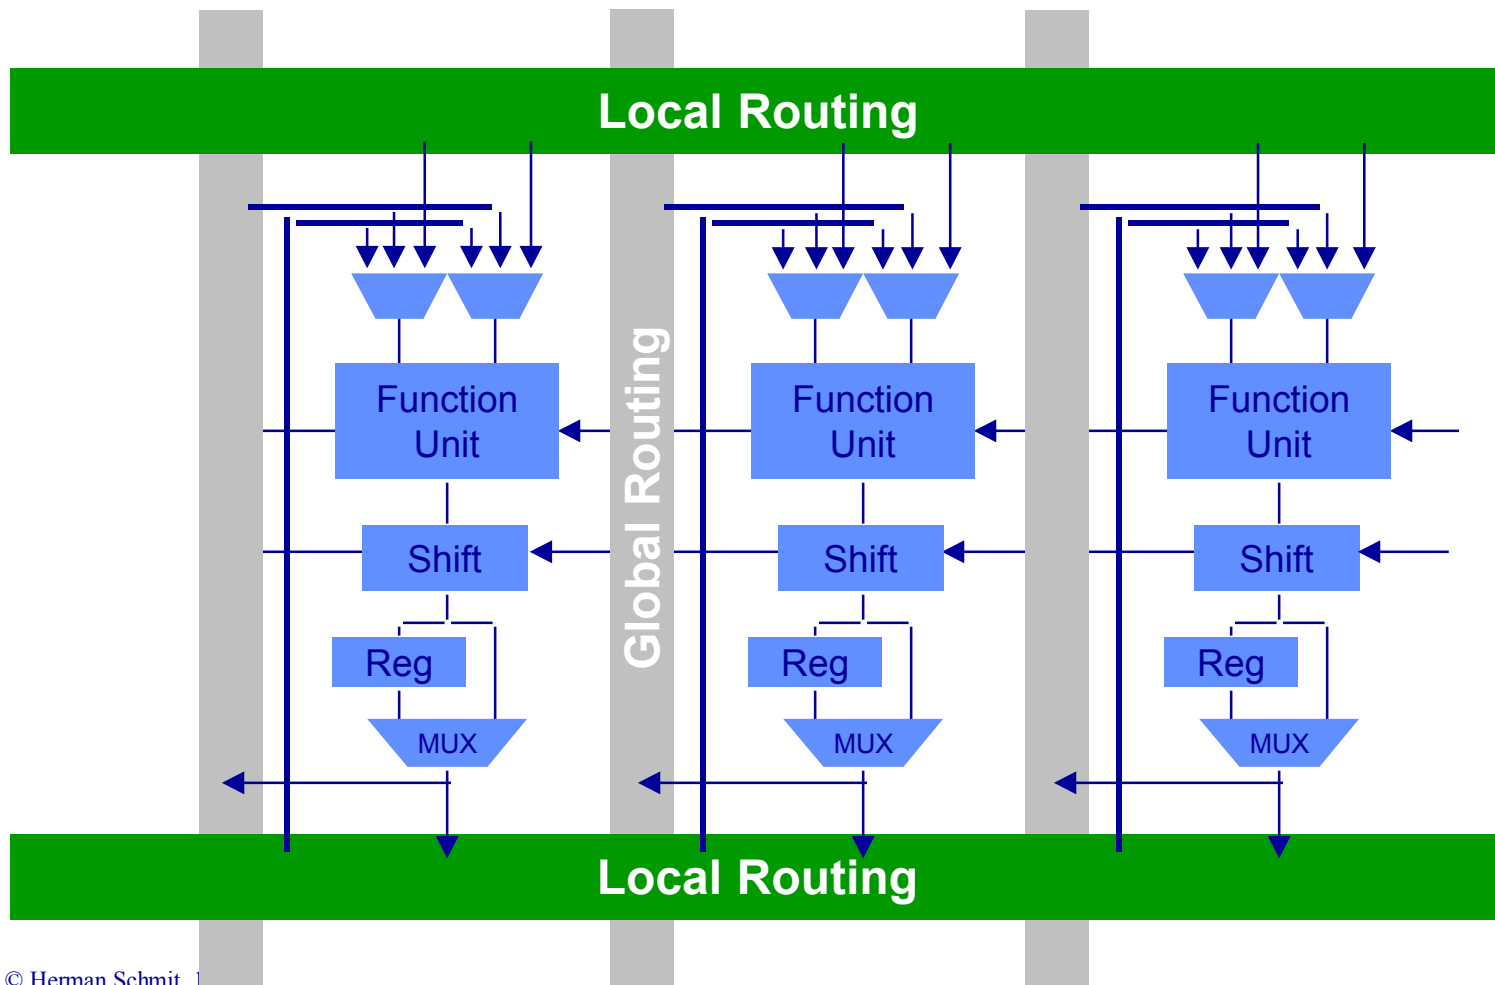 Local Routing
Global Routing
Function
Unit
Function
Unit
Function
Unit
Shift
Shift
Shift
Reg
Reg
Reg
MUX
MUX
MUX
Local Routing
© Herman Schmit,